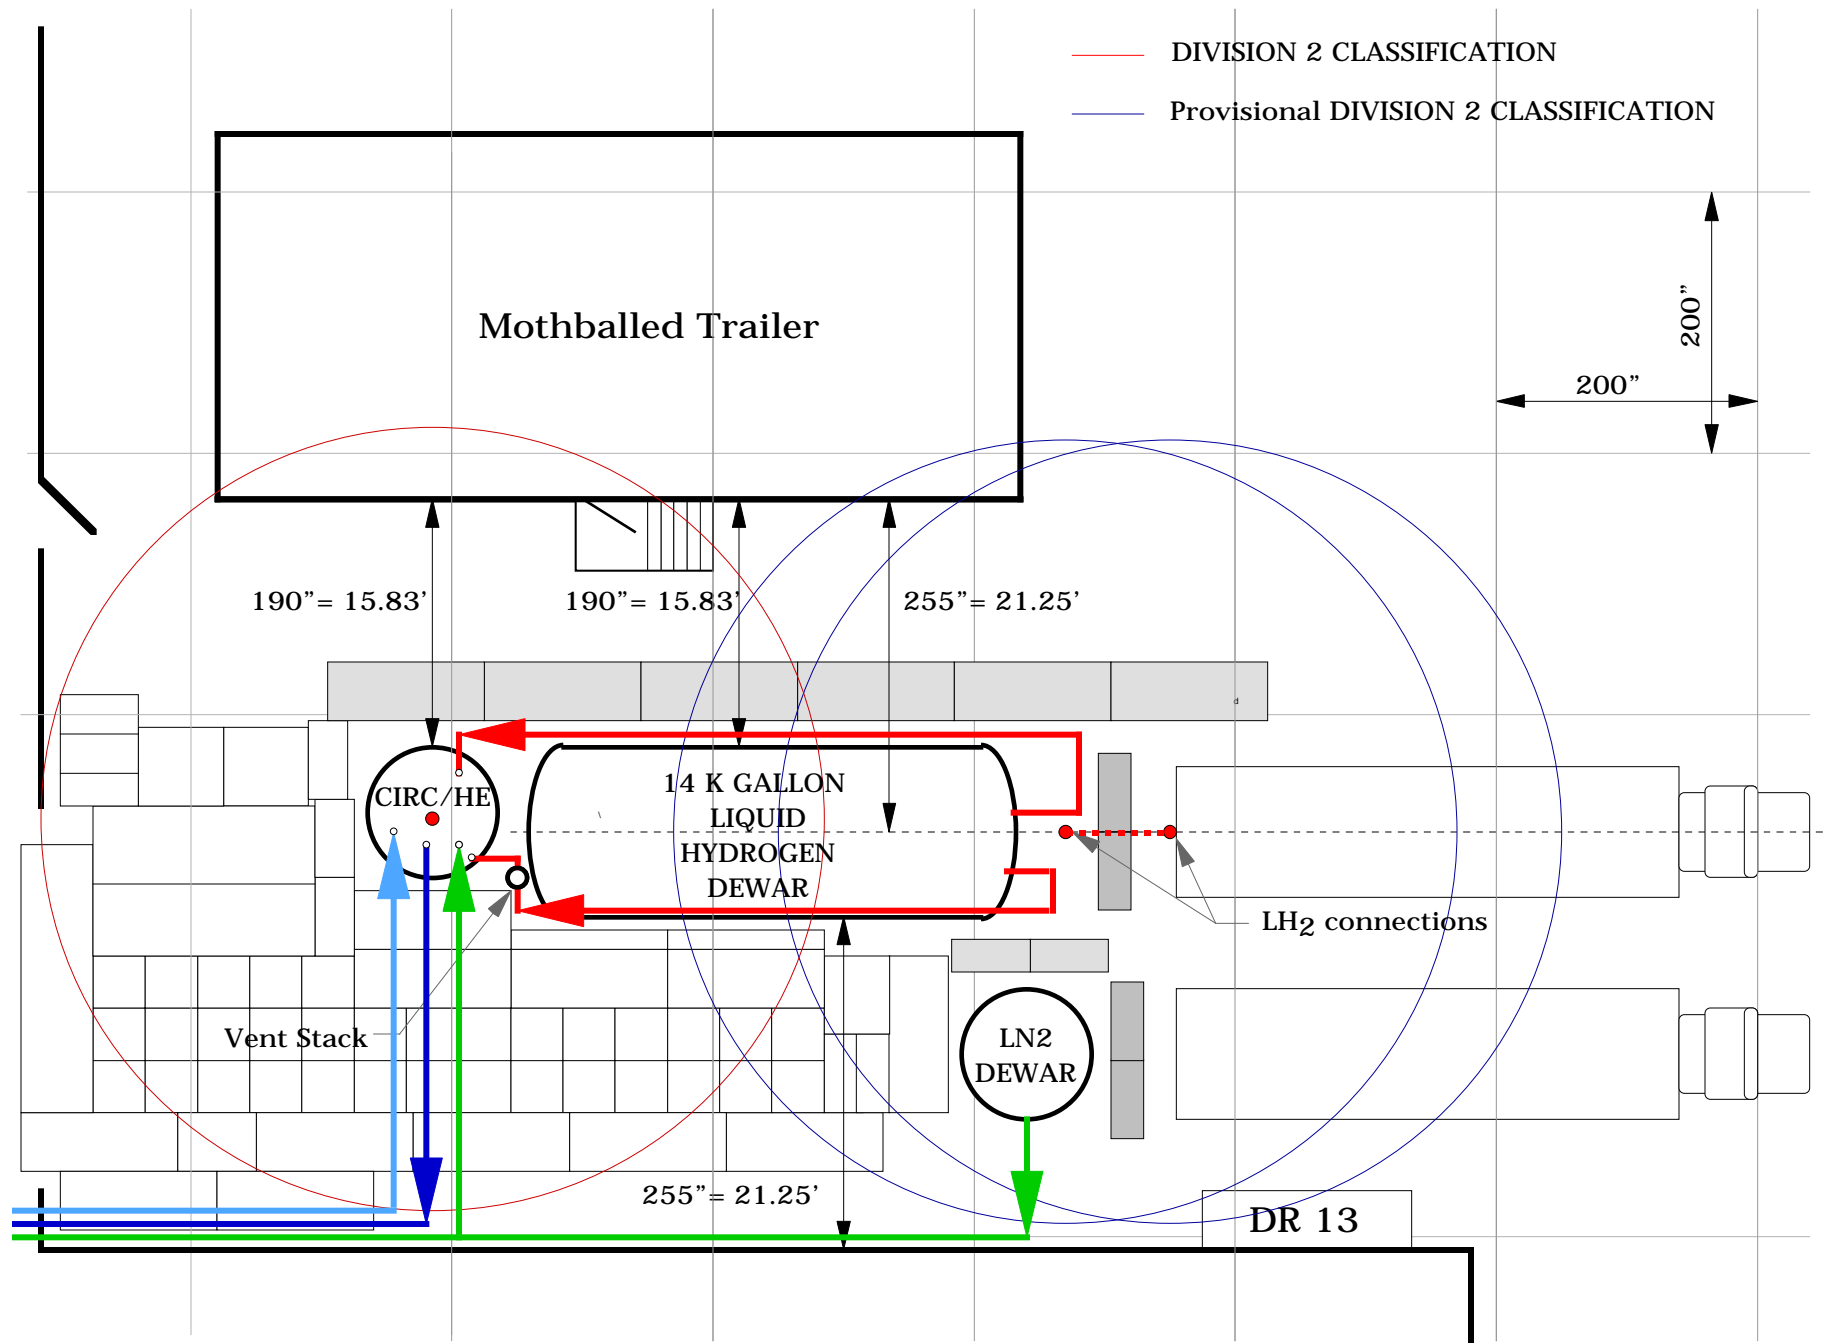 DIVISION 2 CLASSIFICATION
Provisional DIVISION 2 CLASSIFICATION
Mothballed Trailer
200”
200”
190”= 15.83’
190”= 15.83’
255”= 21.25’
d
CIRC/HE
14 K GALLON
LIQUID
HYDROGEN
DEWAR
LH2 connections
Vent Stack
LN2
DEWAR
255”= 21.25’
DR 13